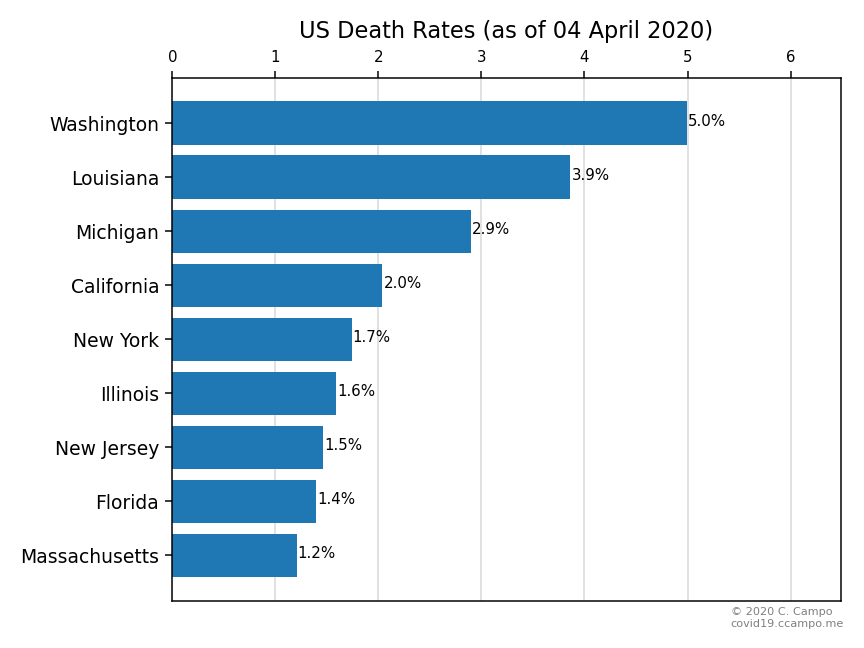 US Death Rates (as of 04 April 2020)
0 1 2 3 4 5 6
Washington 5.0%
Louisiana 3.9%
Michigan 2.9%
California 2.0%
New York 1.7%
Illinois 1.6%
New Jersey 1.5%
Florida 1.4%
Massachusetts 1.2%
© 2020 C. Campo
covid19.ccampo.me